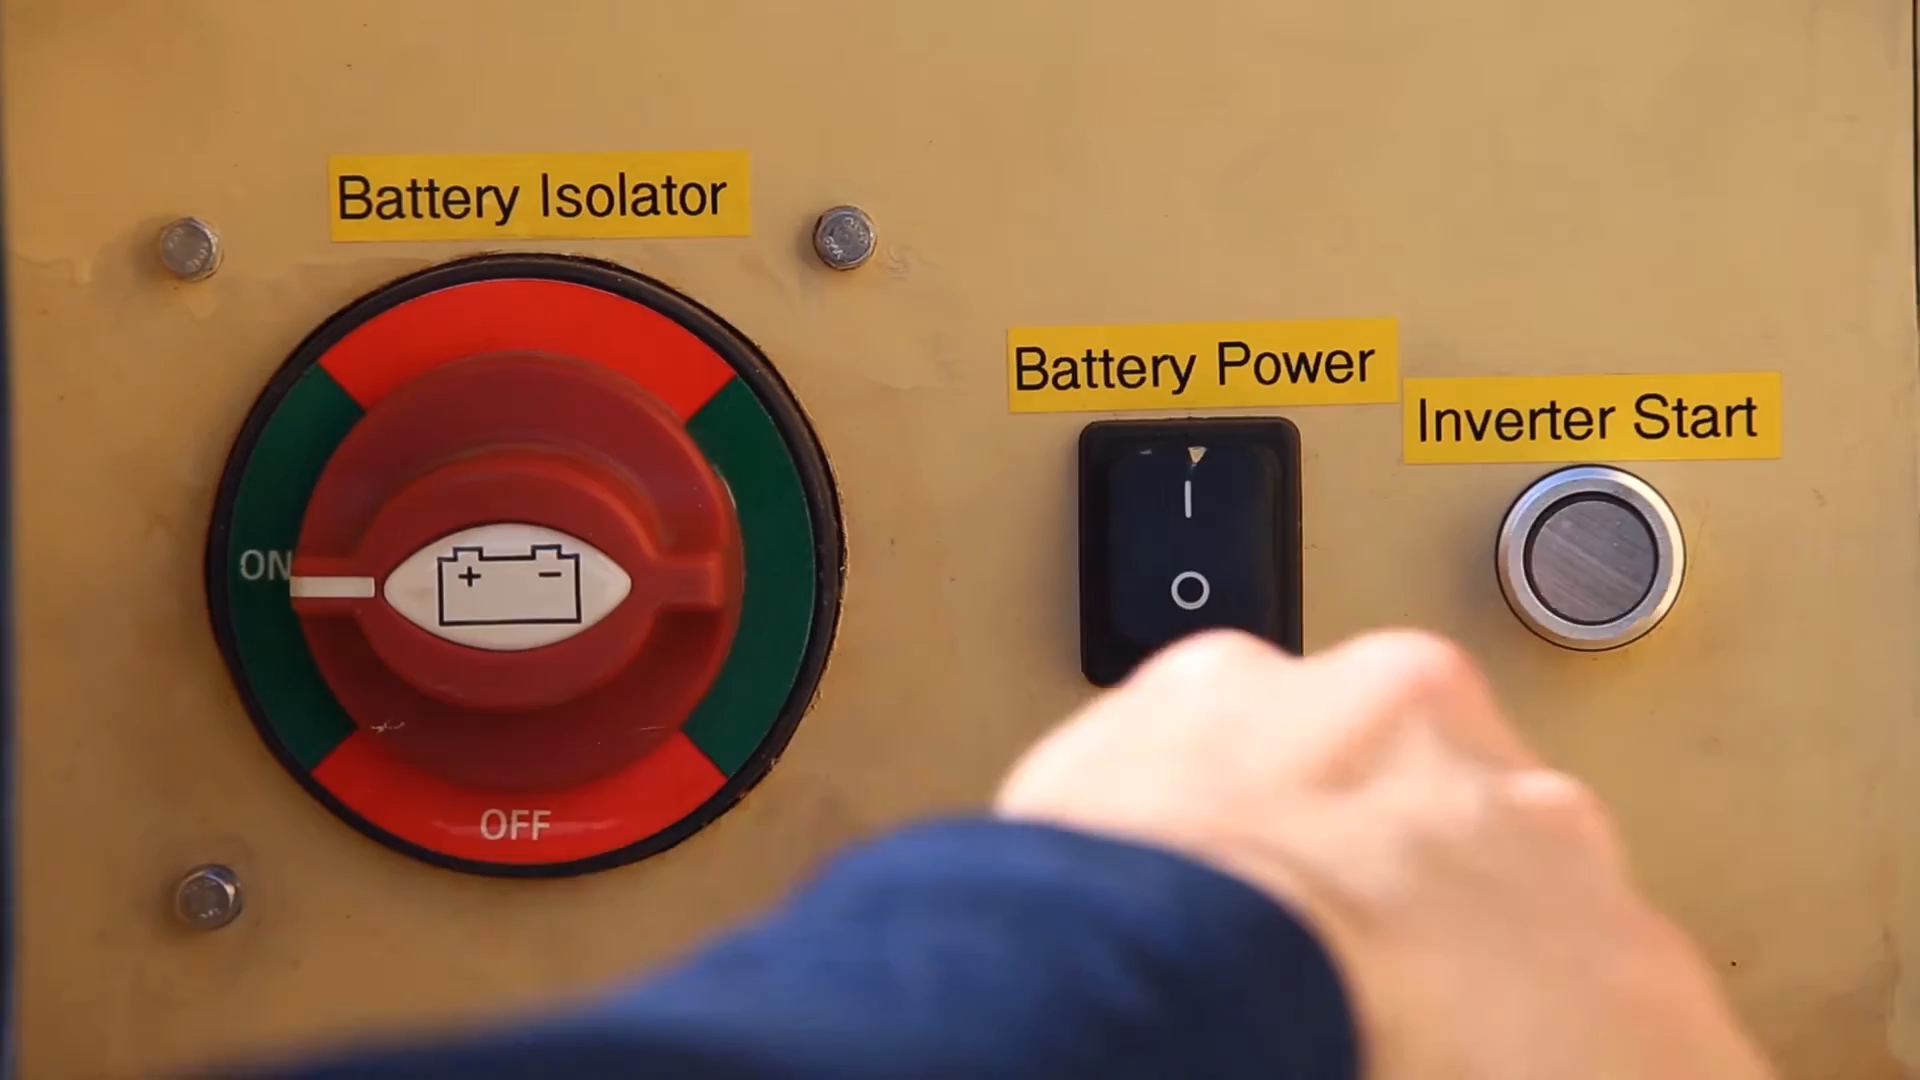 Battery Isolator
Battery Power
Inverter Start
ON
+ -
OFF
I
O